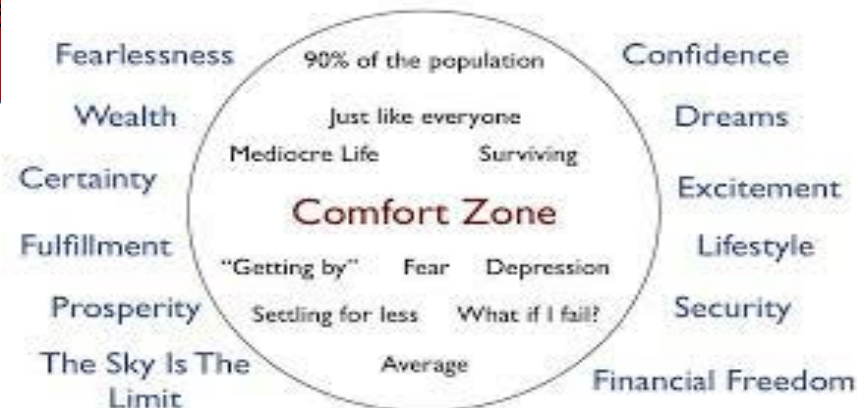 Fearlessness
90% of the population
Confidence
Wealth
Just like everyone
Dreams
Mediocre Life
Surviving
Certainty
Excitement
Comfort Zone
Fulfillment
Lifestyle
"Getting by"
Fear
Depression
Prosperity
Settling for less
What if I fail?
Security
The Sky Is The
Limit
Average
Financial Freedom